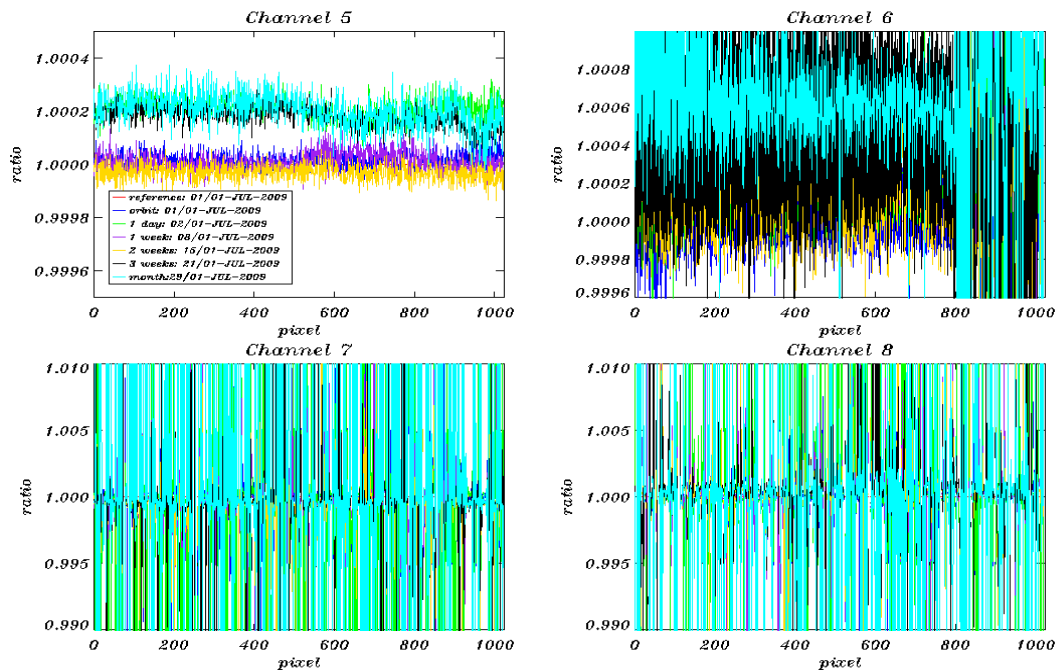 Channel 5
1.0004
1.0002
1.0000
0.9998
0.9996
ratio
reference: 01/01-JUL-2009
orbit: 01/01-JUL-2009
1 day: 02/01-JUL-2009
1 week: 08/01-JUL-2009
2 weeks: 15/01-JUL-2009
3 weeks: 21/01-JUL-2009
month:29/01-JUL-2009
0 200 400 600 800 1000
pixel
Channel 6
1.0008
1.0006
1.0004
1.0002
1.0000
0.9998
0.9996
ratio
0 200 400 600 800 1000
pixel
Channel 7
1.010
1.005
1.000
0.995
0.990
ratio
0 200 400 600 800 1000
pixel
Channel 8
1.010
1.005
1.000
0.995
0.990
ratio
0 200 400 600 800 1000
pixel